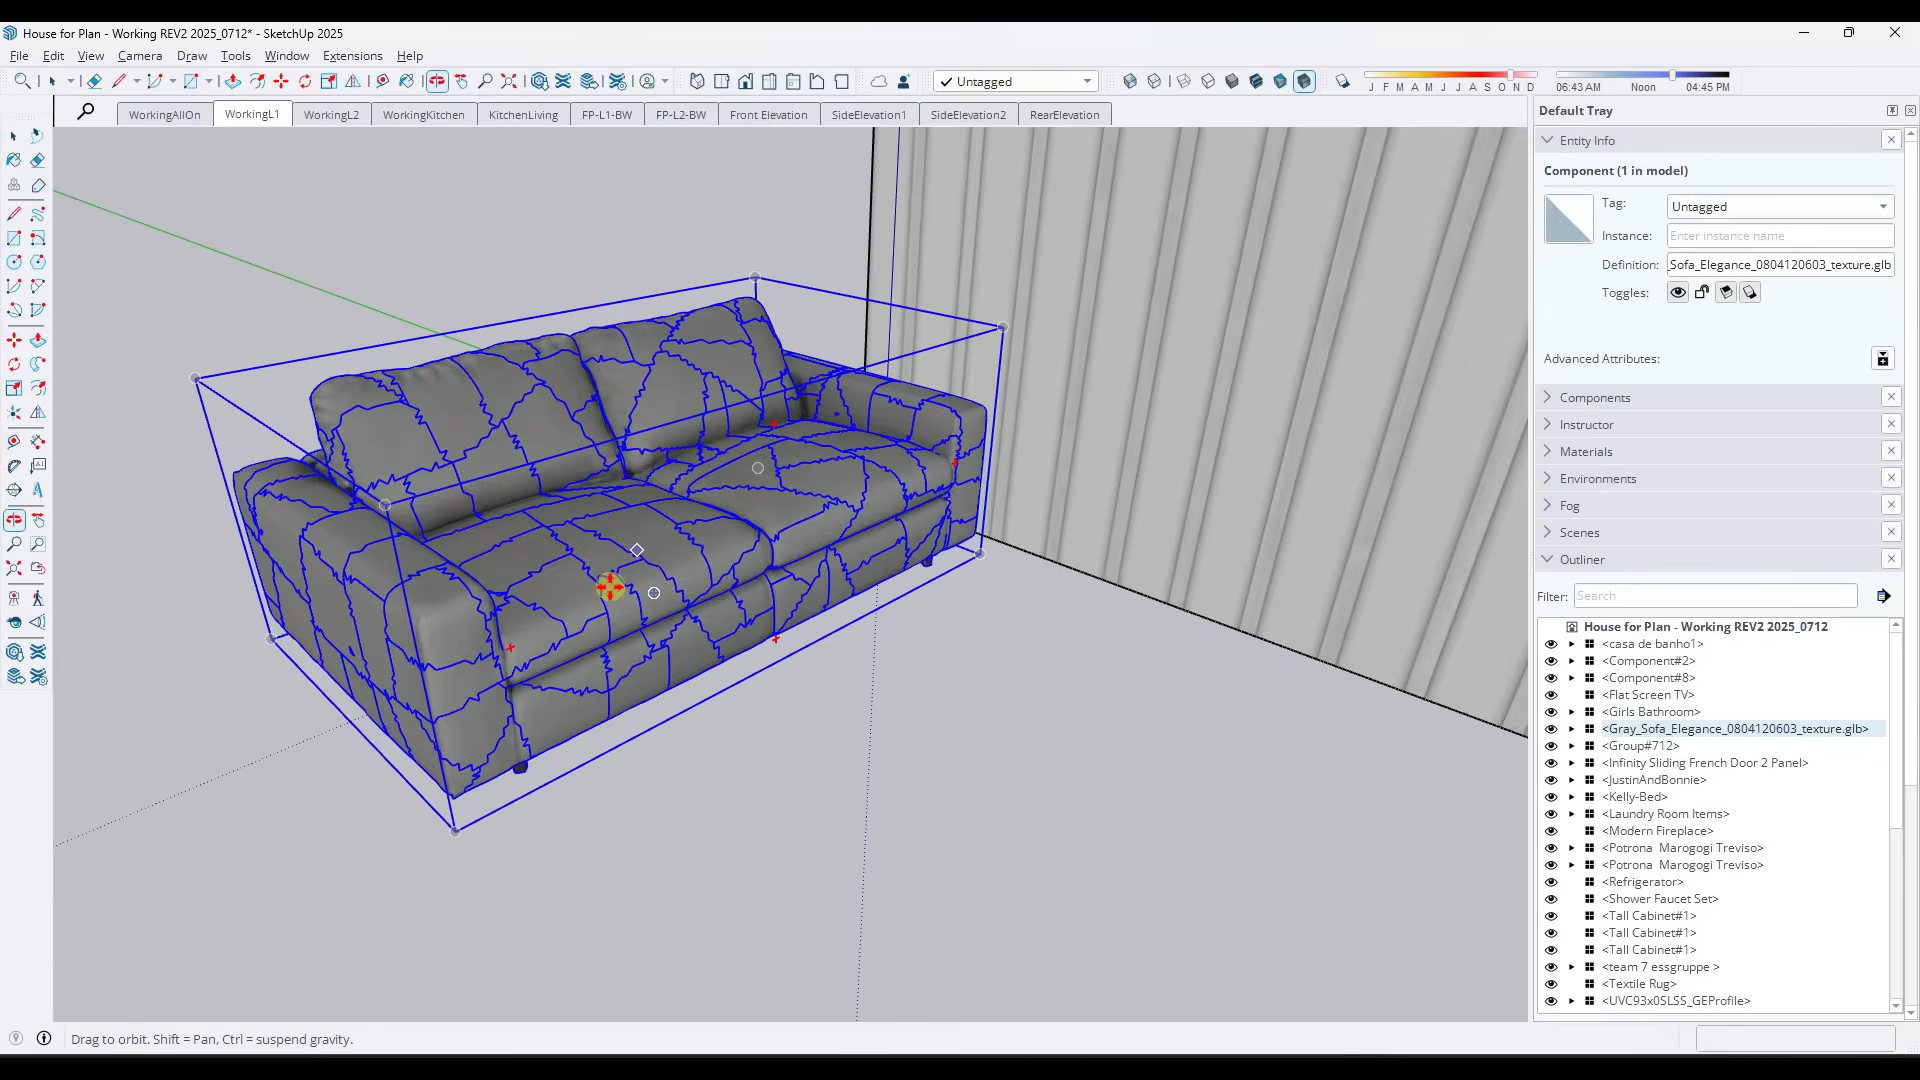 House for Plan - Working REV2 2025_0712* - SketchUp 2025
File Edit View Camera Draw Tools Window Extensions Help
Untagged
J F M A M J J A S O N D
06:43 AM Noon 04:45 PM
WorkingAllOn WorkingL1 WorkingL2 WorkingKitchen KitchenLiving FP-L1-BW FP-L2-BW Front Elevation SideElevation1 SideElevation2 RearElevation
Default Tray
Entity Info
Component (1 in model)
Tag: Untagged
Instance: Enter instance name
Definition: _Sofa_Elegance_0804120603_texture.glb
Toggles:
Advanced Attributes:
Components
Instructor
Materials
Environments
Fog
Scenes
Outliner
Filter: Search
House for Plan - Working REV2 2025_0712
<casa de banho1>
<Component#2>
<Component#8>
<Flat Screen TV>
<Girls Bathroom>
<Gray_Sofa_Elegance_0804120603_texture.glb>
<Group#712>
<Infinity Sliding French Door 2 Panel>
<JustinAndBonnie>
<Kelly-Bed>
<Laundry Room Items>
<Modern Fireplace>
<Potrona  Marogogi Treviso>
<Potrona  Marogogi Treviso>
<Refrigerator>
<Shower Faucet Set>
<Tall Cabinet#1>
<Tall Cabinet#1>
<Tall Cabinet#1>
<team 7 essgruppe >
<Textile Rug>
<UVC93x0SLSS_GEProfile>
Drag to orbit. Shift = Pan, Ctrl = suspend gravity.